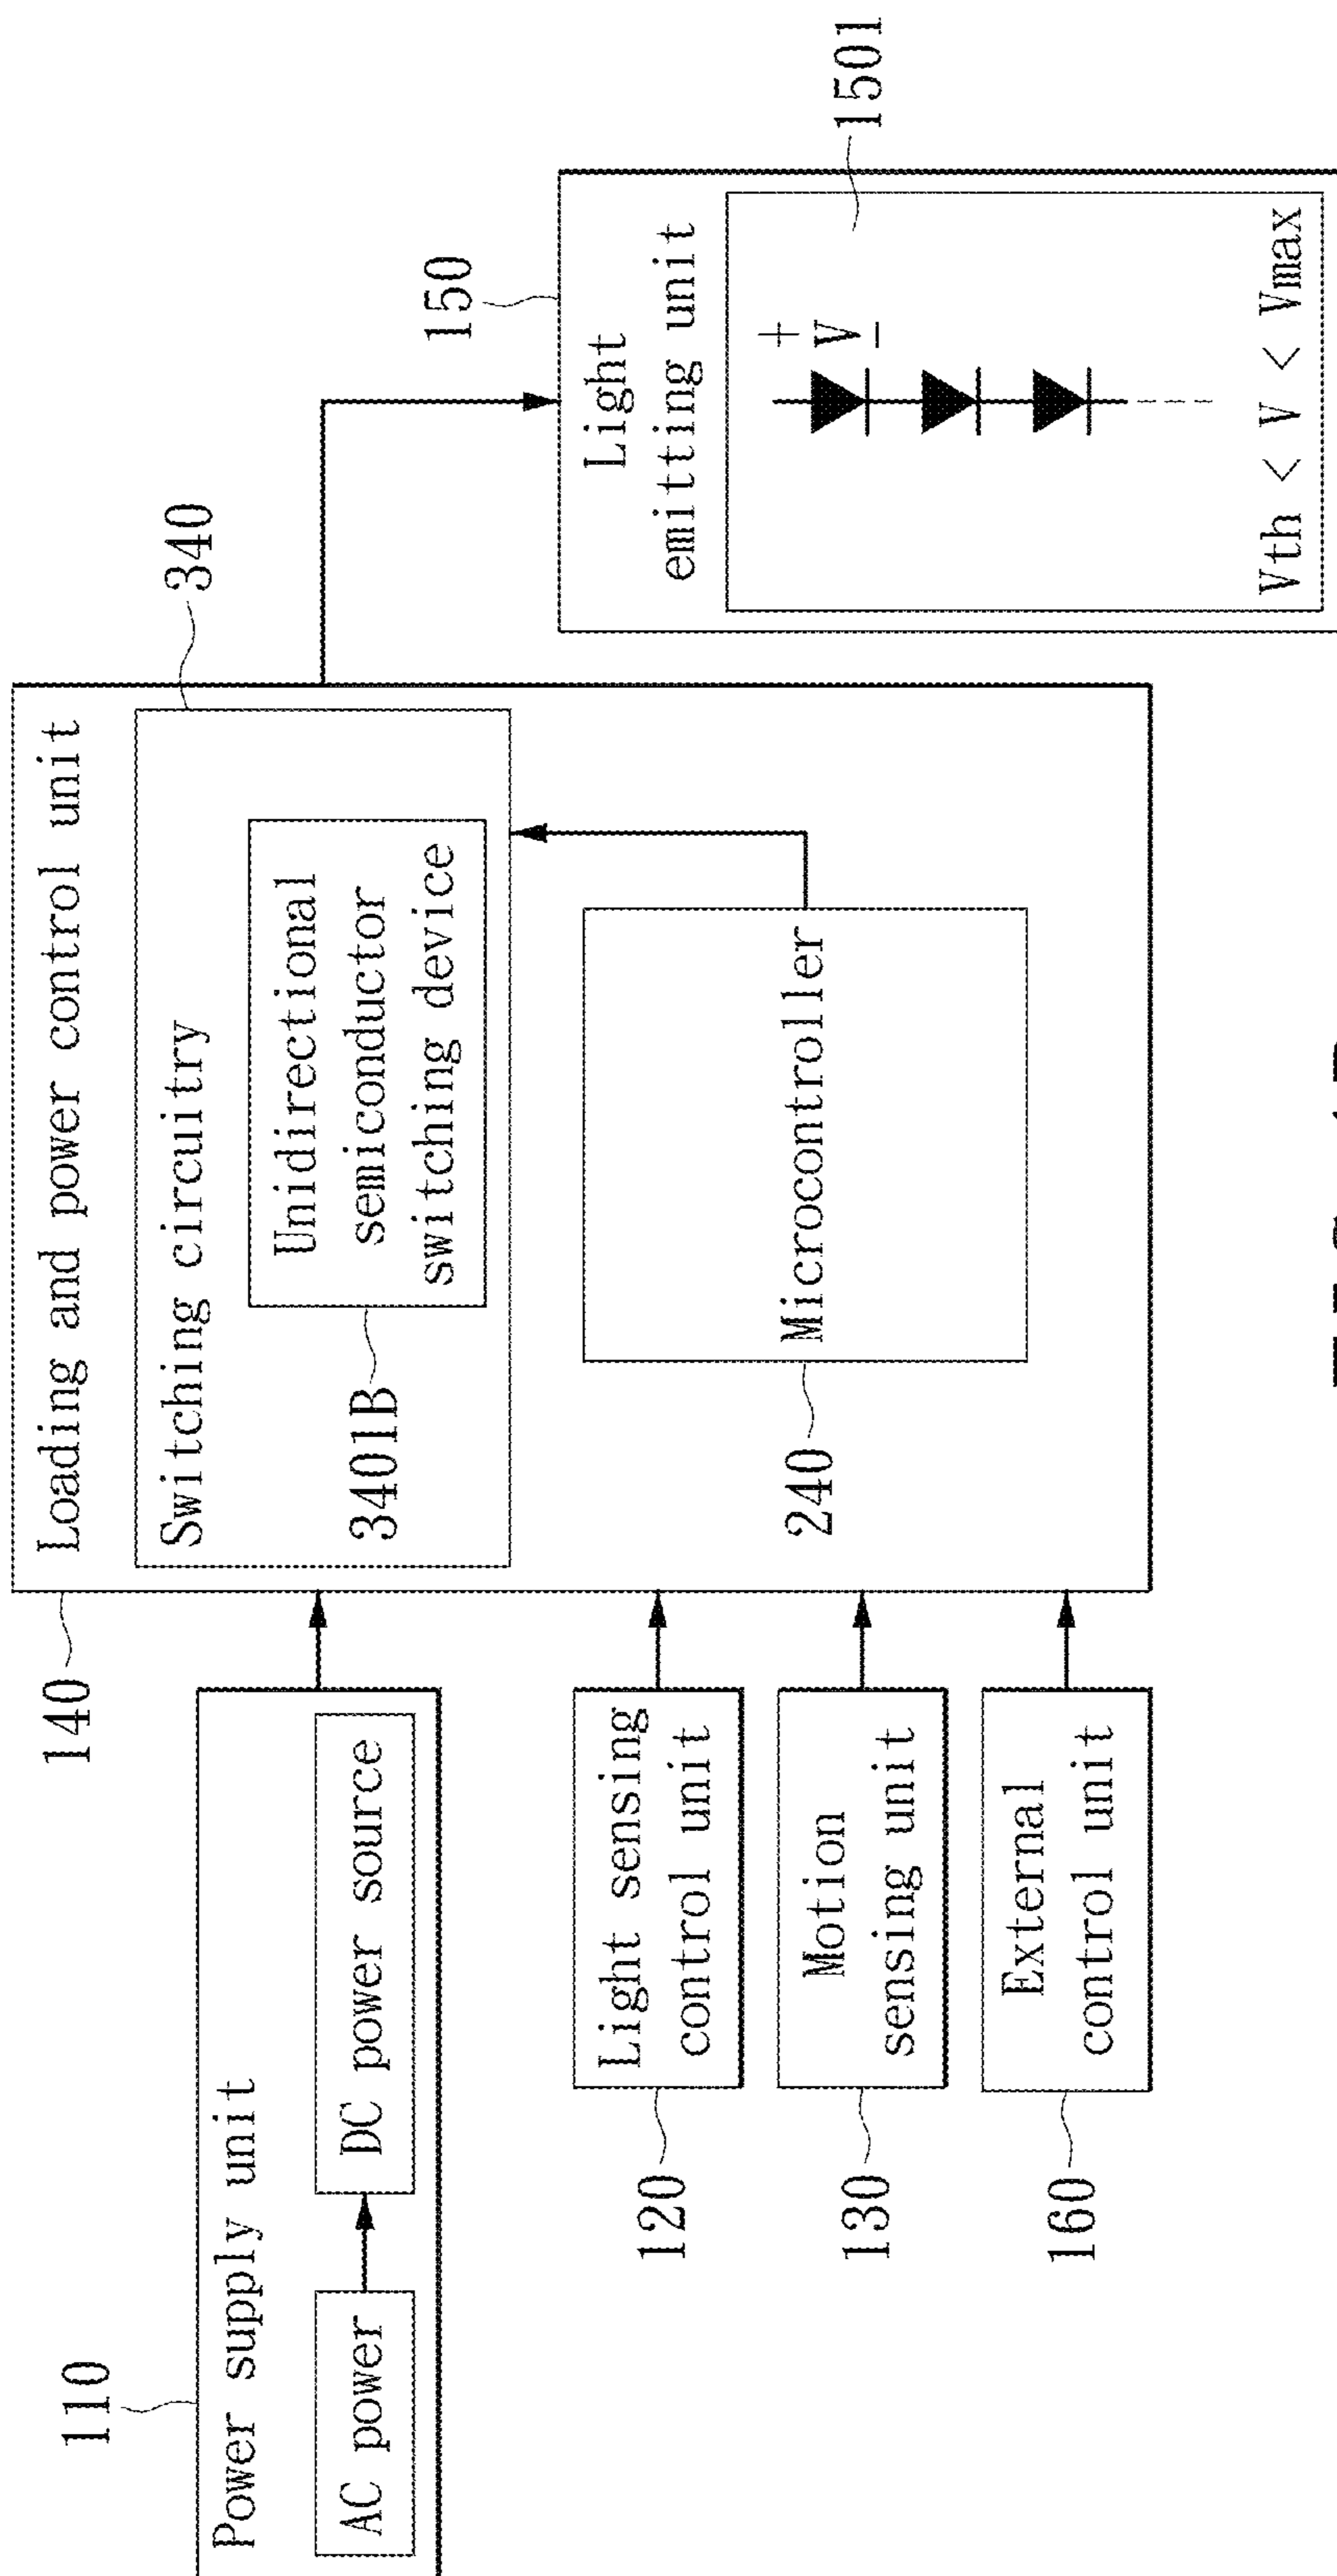 110
Power supply unit
AC power
DC power source
140
Loading and power control unit
Switching circuitry
340
Unidirectional
semiconductor
switching device
3401B
Microcontroller
240
150
Light
emitting unit
+
V
−
1501
Vth < V < Vmax
Light sensing
control unit
120
Motion
sensing unit
130
External
control unit
160